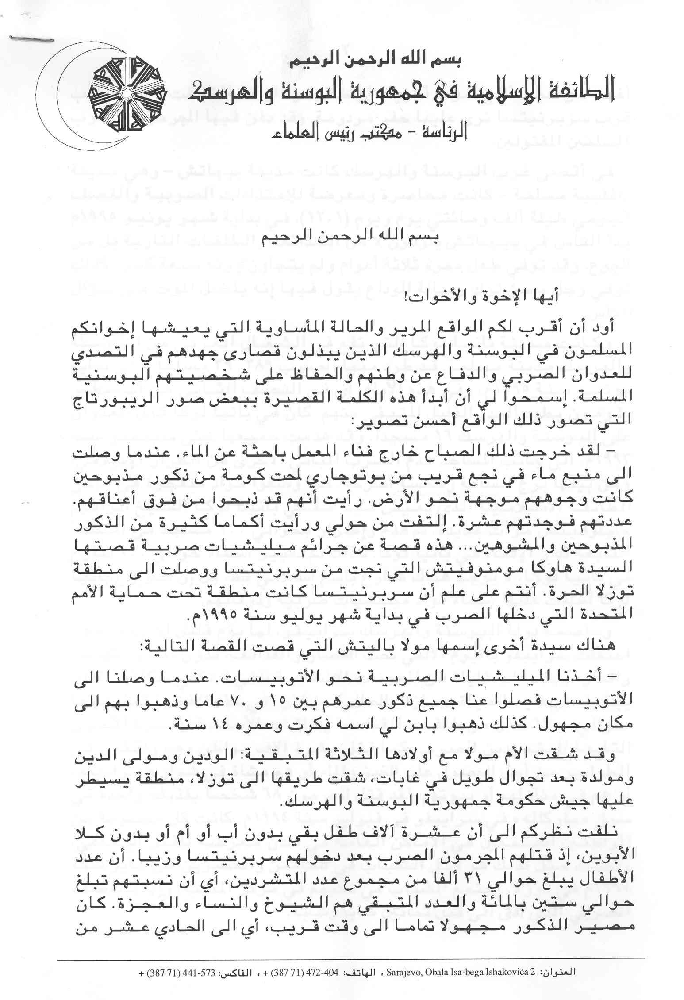 بسم الله الرحمن الرحيم
الطائفة الإسلامية في جمهورية البوسنة والهرسك
الرئاسة - مكتب رئيس العلماء
بسم الله الرحمن الرحيم
أيها الإخوة والأخوات!
أود أن أقرب لكم الواقع المرير والحالة المأساوية التي يعيشها إخوانكم
المسلمون في البوسنة والهرسك الذين يبذلون قصارى جهدهم في التصدي
للعدوان الصربي والدفاع عن وطنهم والحفاظ على شخصيتهم البوسنية
المسلمة. إسمحوا لي أن أبدأ هذه الكلمة القصيرة ببعض صور الريبورتاج
التي تصور ذلك الواقع أحسن تصوير:
- لقد خرجت ذلك الصباح خارج فناء المعمل باحثة عن الماء. عندما وصلت
الى منبع ماء في نجع قريب من بوتوجاري لمحت كومة من ذكور مذبوحين
كانت وجوههم موجهة نحو الأرض. رأيت أنهم قد ذبحوا من فوق أعناقهم.
عددتهم فوجدتهم عشرة. إلتفت من حولي ورأيت أكماما كثيرة من الذكور
المذبوحين والمشوهين... هذه قصة عن جرائم ميليشيات صربية قصتها
السيدة هاوكا مومنوفيتش التي نجت من سربرنيتسا ووصلت الى منطقة
توزلا الحرة. أنتم على علم أن سربرنيتسا كانت منطقة تحت حماية الأمم
المتحدة التي دخلها الصرب في بداية شهر يوليو سنة ١٩٩٥م.
هناك سيدة أخرى إسمها مولا باليتش التي قصت القصة التالية:
- أخذنا الميليشيات الصربية نحو الأتوبيسات. عندما وصلنا الى
الأتوبيسات فصلوا عنا جميع ذكور عمرهم بين ١٥ و ٧٠ عاما وذهبوا بهم الى
مكان مجهول. كذلك ذهبوا بابن لي اسمه فكرت وعمره ١٤ سنة.
وقد شقت الأم مولا مع أولادها الثلاثة المتبقية: الودين ومولى الدين
ومولدة بعد تجوال طويل في غابات، شقت طريقها الى توزلا، منطقة يسيطر
عليها جيش حكومة جمهورية البوسنة والهرسك.
نلفت نظركم الى أن عشرة آلاف طفل بقي بدون أب أو أم أو بدون كلا
الأبوين، إذ قتلهم المجرمون الصرب بعد دخولهم سربرنيتسا وزيبا. أن عدد
الأطفال يبلغ حوالي ٣١ ألفا من مجموع عدد المتشردين، أي أن نسبتهم تبلغ
حوالي ستين بالمائة والعدد المتبقي هم الشيوخ والنساء والعجزة. كان
مصير الذكور مجهولا تماما الى وقت قريب، أي الى الحادي عشر من
العنوان: Sarajevo, Obala Isa-bega Ishakovića 2 ، الهاتف: 404-472 (71 387) + ، الفاكس: 573-441 (71 387) +